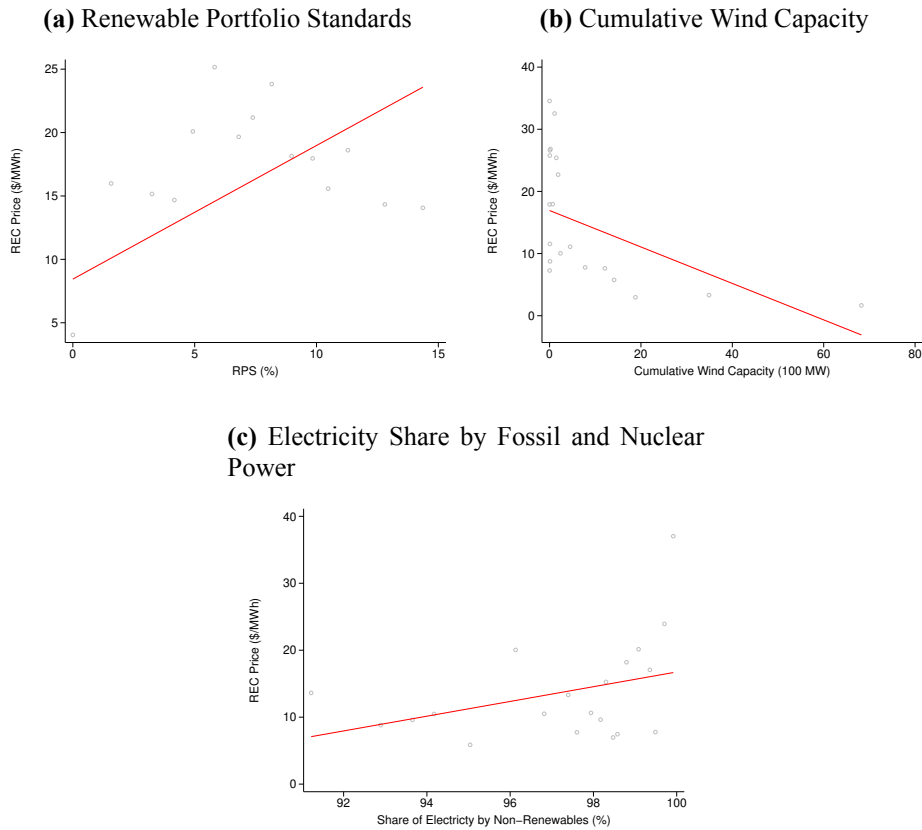 (a) Renewable Portfolio Standards
25
20
15
10
5
REC Price ($/MWh)
0
5
10
15
RPS (%)
(b) Cumulative Wind Capacity
40
30
20
10
0
REC Price ($/MWh)
0
20
40
60
80
Cumulative Wind Capacity (100 MW)
(c) Electricity Share by Fossil and Nuclear
Power
40
30
20
10
0
REC Price ($/MWh)
92
94
96
98
100
Share of Electricity by Non−Renewables (%)